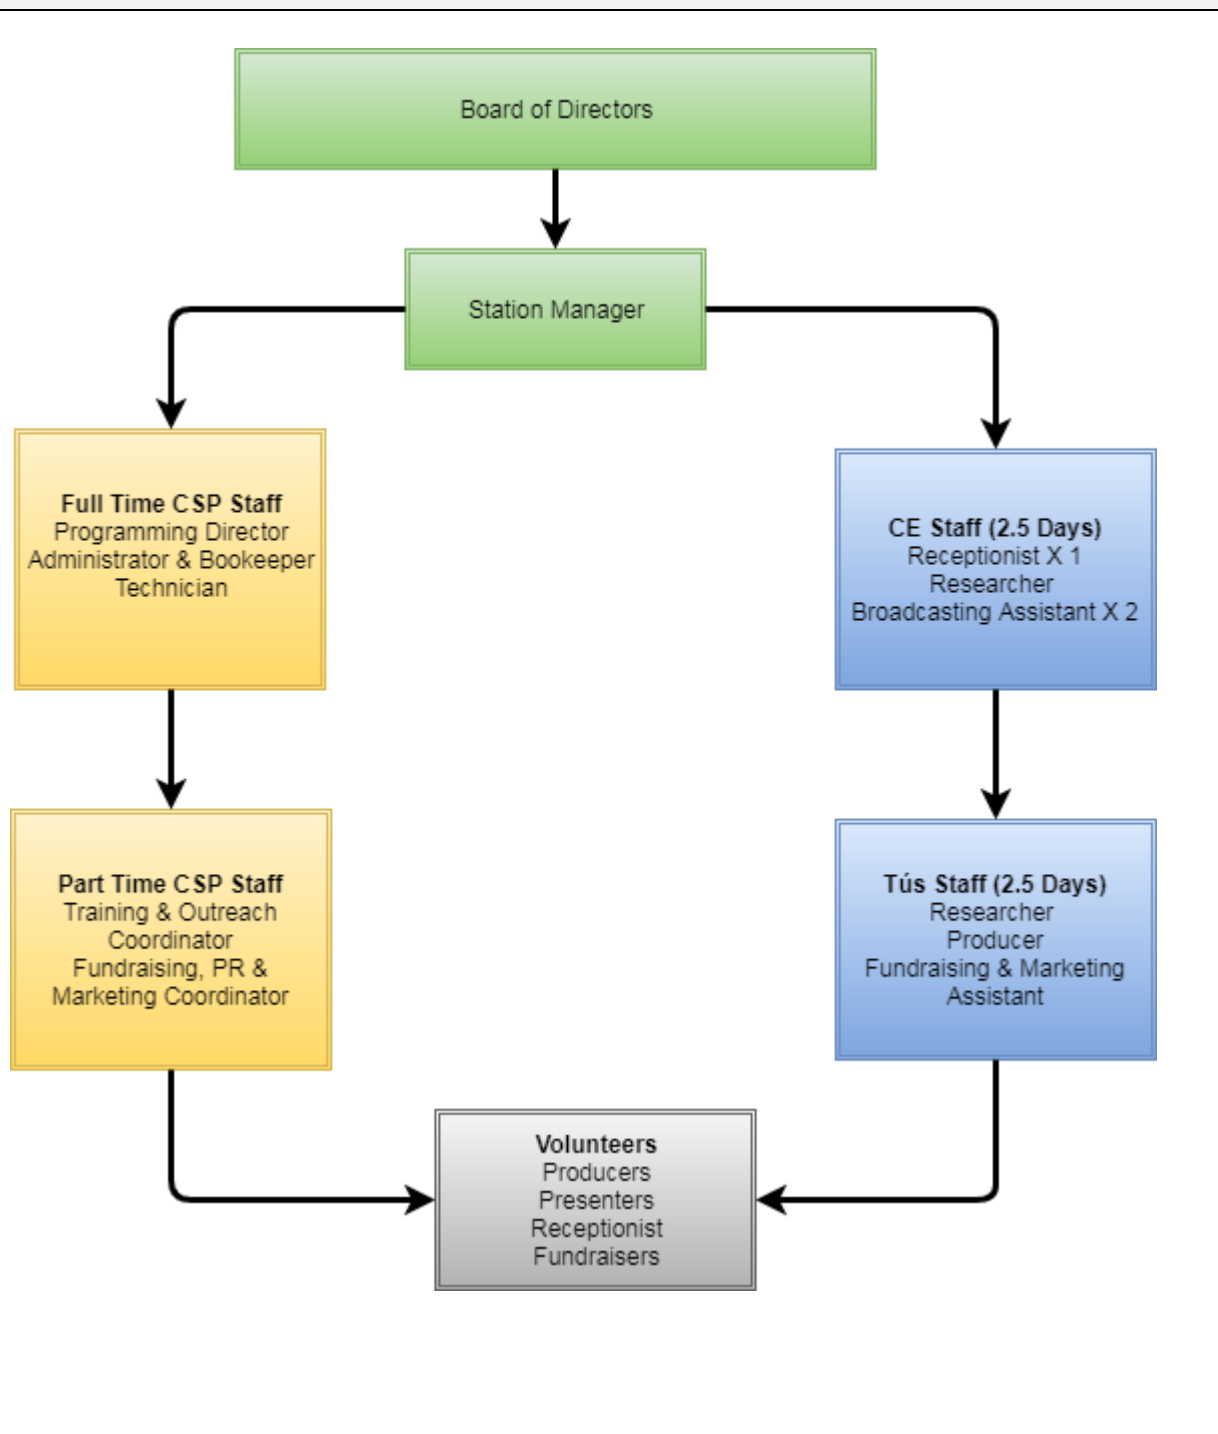 Board of Directors
Station Manager
Full Time CSP Staff
Programming Director
Administrator & Bookeeper
Technician
CE Staff (2.5 Days)
Receptionist X 1
Researcher
Broadcasting Assistant X 2
Part Time CSP Staff
Training & Outreach
Coordinator
Fundraising, PR &
Marketing Coordinator
Tús Staff (2.5 Days)
Researcher
Producer
Fundraising & Marketing
Assistant
Volunteers
Producers
Presenters
Receptionist
Fundraisers